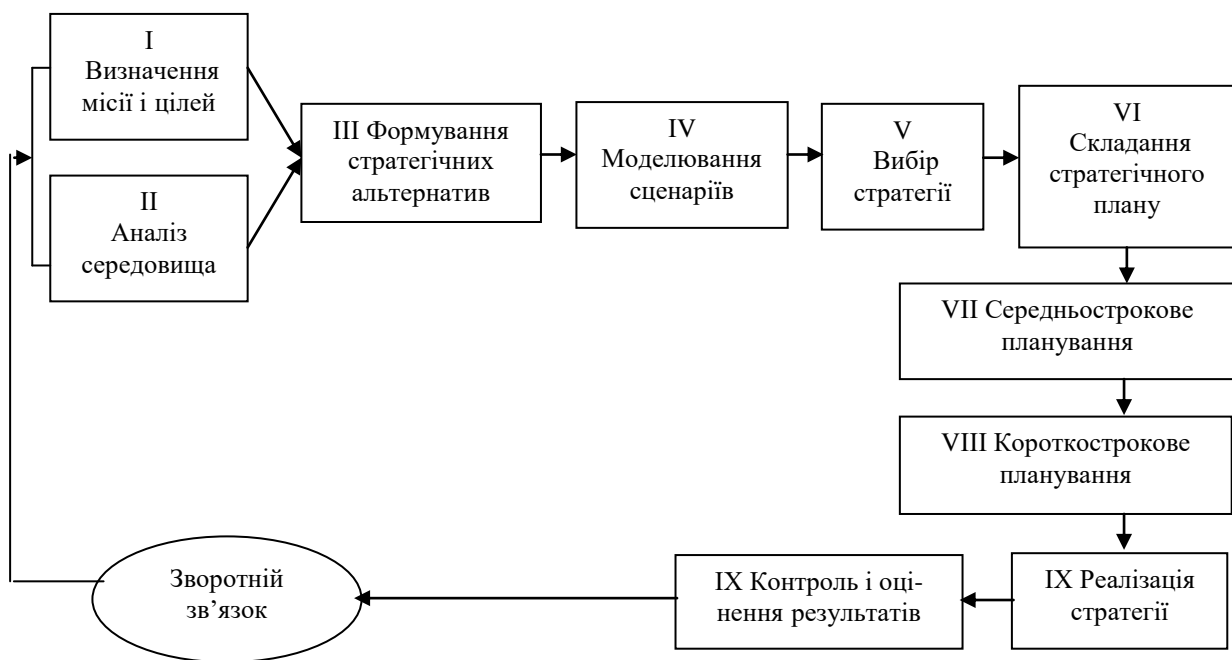 I
Визначення
місії і цілей
II
Аналіз
середовища
III Формування
стратегічних
альтернатив
IV
Моделювання
сценаріїв
V
Вибір
стратегії
VI
Складання
стратегічного
плану
VII Середньострокове
планування
VIII Короткострокове
планування
IX Реалізація
стратегії
IX Контроль і оці-
нення результатів
Зворотній
зв’язок